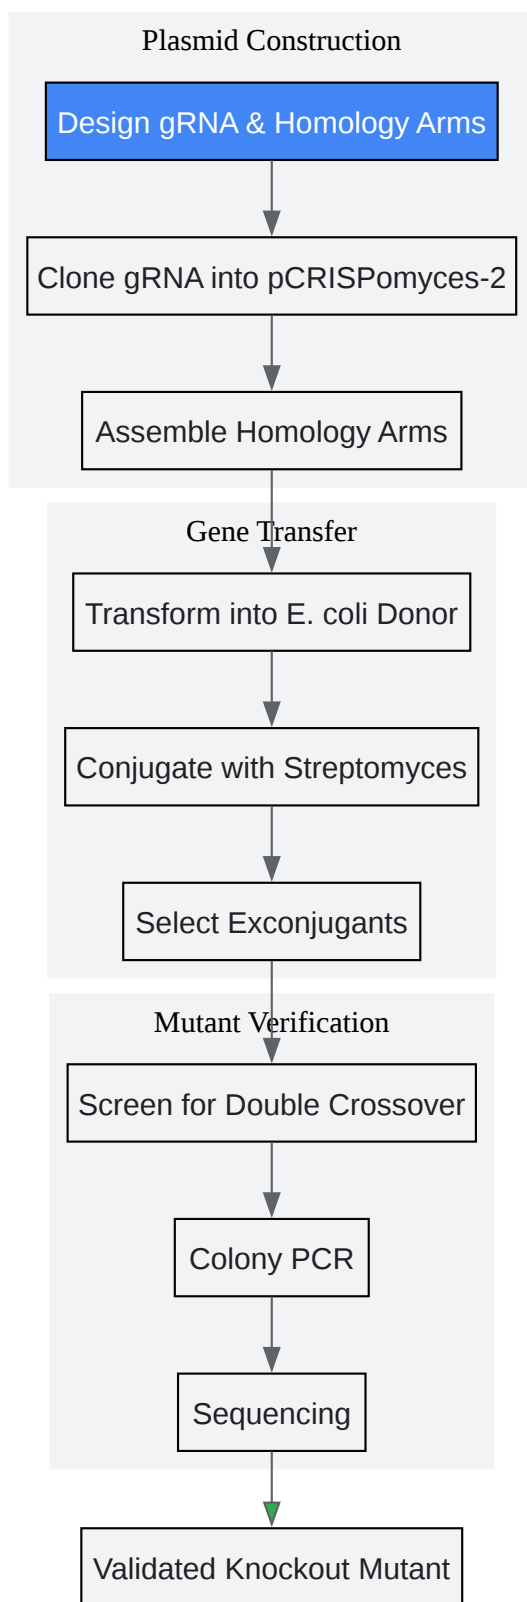 Plasmid Construction
Design gRNA & Homology Arms
Clone gRNA into pCRISPomyces-2
Assemble Homology Arms
Gene Transfer
Transform into E. coli Donor
Conjugate with Streptomyces
Select Exconjugants
Mutant Verification
Screen for Double Crossover
Colony PCR
Sequencing
Validated Knockout Mutant